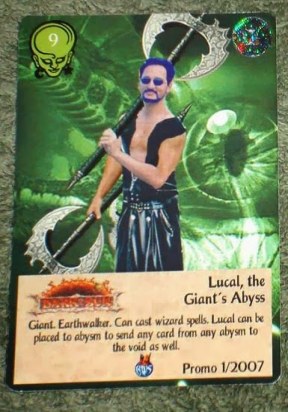 9
Lucal, the
Giant's Abyss
Giant. Earthwalker. Can cast wizard spells. Lucal can be
placed to abysm to send any card from any abysm to
the void as well.
Promo 1/2007